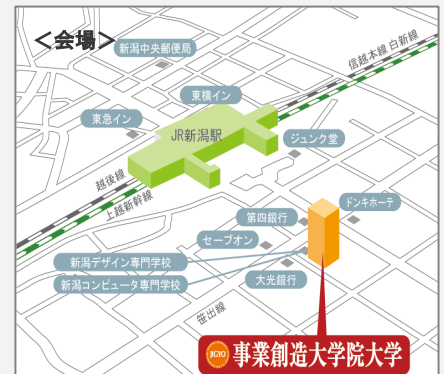 ＜会場＞
新潟中央郵便局
信越本線 白新線
東横イン
東急イン
JR新潟駅
ジュンク堂
越後線
上越新幹線
ドンキホーテ
第四銀行
セーブオン
新潟デザイン専門学校
大光銀行
新潟コンピュータ専門学校
笹出線
JIGYO 事業創造大学院大学